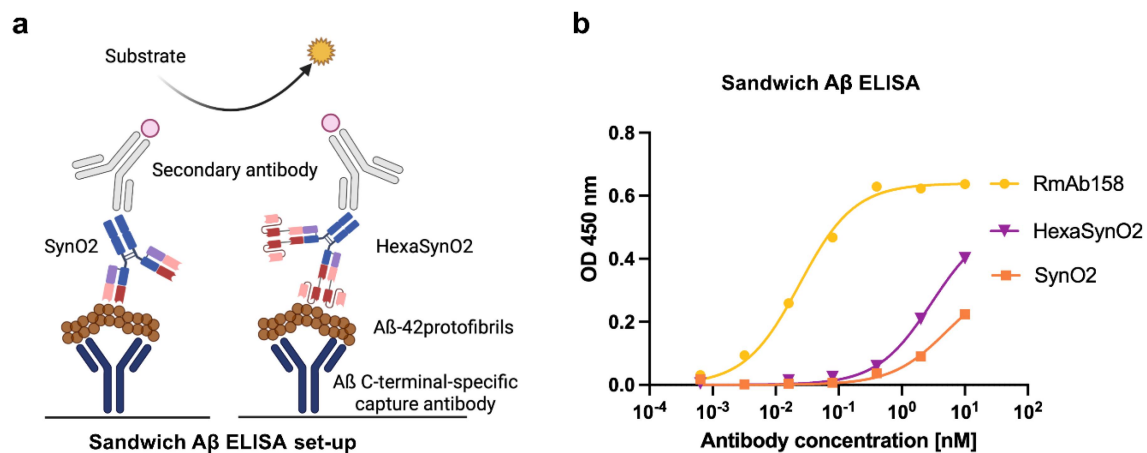 a
Substrate
Secondary antibody
SynO2
HexaSynO2
Aß-42protofibrils
Aß C-terminal-specific
capture antibody
Sandwich Aβ ELISA set-up
b
Sandwich Aβ ELISA
OD 450 nm
0.8
0.6
0.4
0.2
0.0
10⁻⁴
10⁻³
10⁻²
10⁻¹
10⁰
10¹
10²
Antibody concentration [nM]
RmAb158
HexaSynO2
SynO2